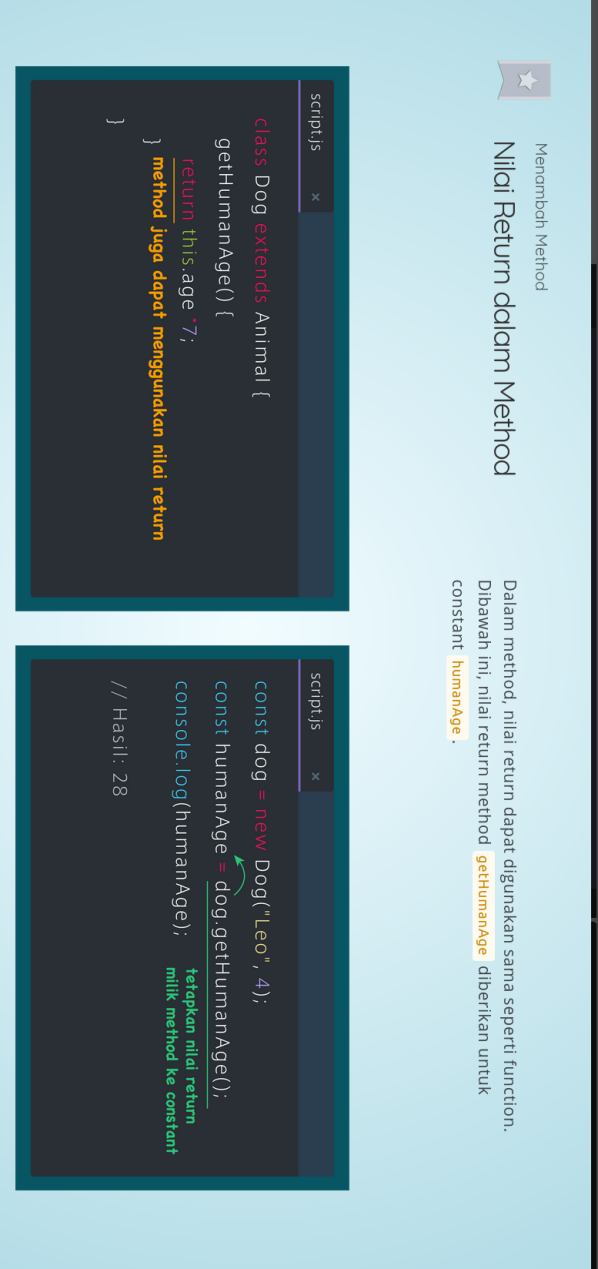 Menambah Method
Nilai Return dalam Method
Dalam method, nilai return dapat digunakan sama seperti function.
Dibawah ini, nilai return method getHumanAge diberikan untuk
constant humanAge.
script.js ×
class Dog extends Animal {
getHumanAge() {
return this.age *7;
} method juga dapat menggunakan nilai return
}
script.js ×
const dog = new Dog("Leo", 4);
const humanAge = dog.getHumanAge();
console.log(humanAge);
tetapkan nilai return
milik method ke constant
// Hasil: 28